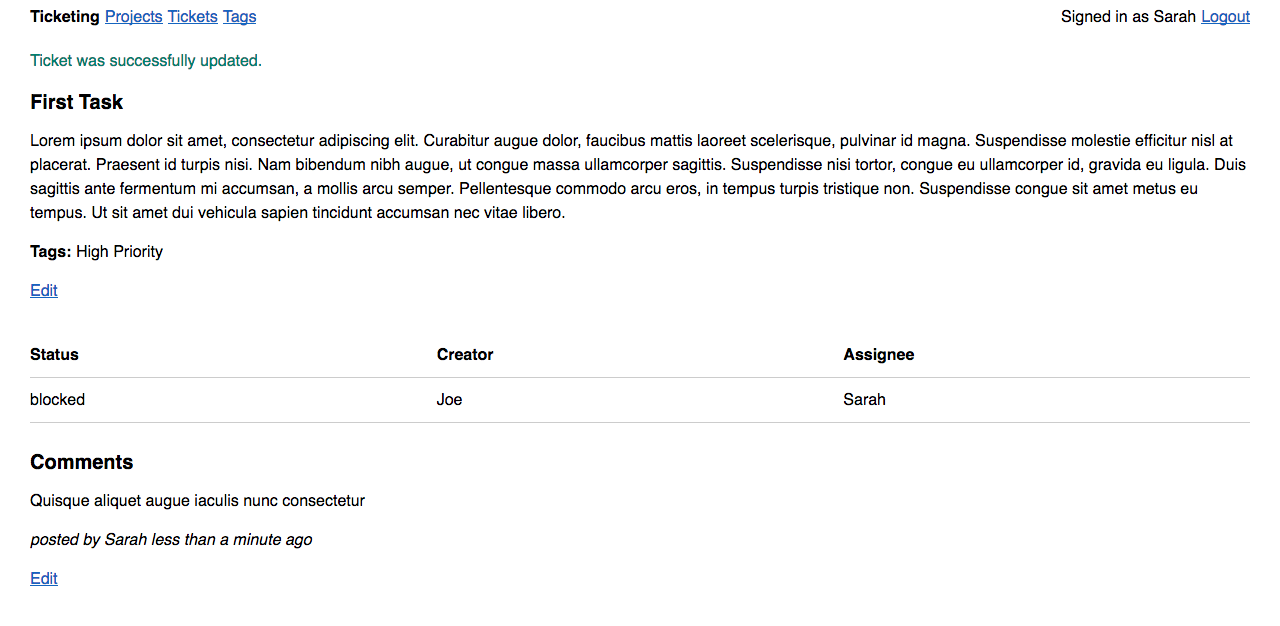 Ticketing Projects Tickets Tags Signed in as Sarah Logout
Ticket was successfully updated.
First Task
Lorem ipsum dolor sit amet, consectetur adipiscing elit. Curabitur augue dolor, faucibus mattis laoreet scelerisque, pulvinar id magna. Suspendisse molestie efficitur nisl at
placerat. Praesent id turpis nisi. Nam bibendum nibh augue, ut congue massa ullamcorper sagittis. Suspendisse nisi tortor, congue eu ullamcorper id, gravida eu ligula. Duis
sagittis ante fermentum mi accumsan, a mollis arcu semper. Pellentesque commodo arcu eros, in tempus turpis tristique non. Suspendisse congue sit amet metus eu
tempus. Ut sit amet dui vehicula sapien tincidunt accumsan nec vitae libero.
Tags: High Priority
Edit
Status Creator Assignee
blocked Joe Sarah
Comments
Quisque aliquet augue iaculis nunc consectetur
posted by Sarah less than a minute ago
Edit